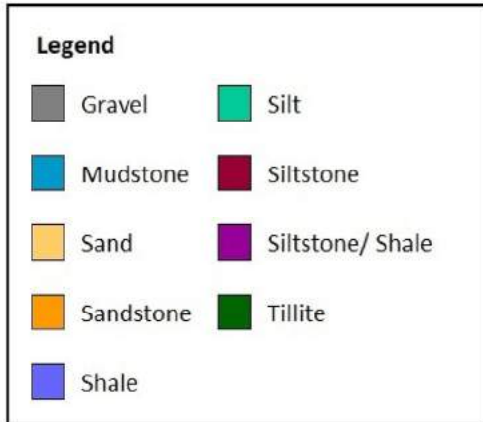 Legend
Gravel
Silt
Mudstone
Siltstone
Sand
Siltstone/ Shale
Sandstone
Tillite
Shale